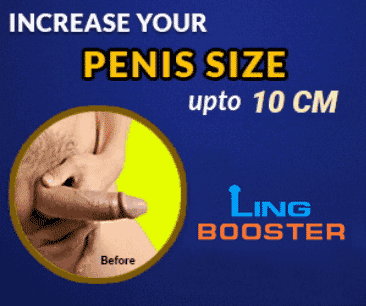 INCREASE YOUR
PENIS SIZE
upto 10 CM
Before
LING
BOOSTER